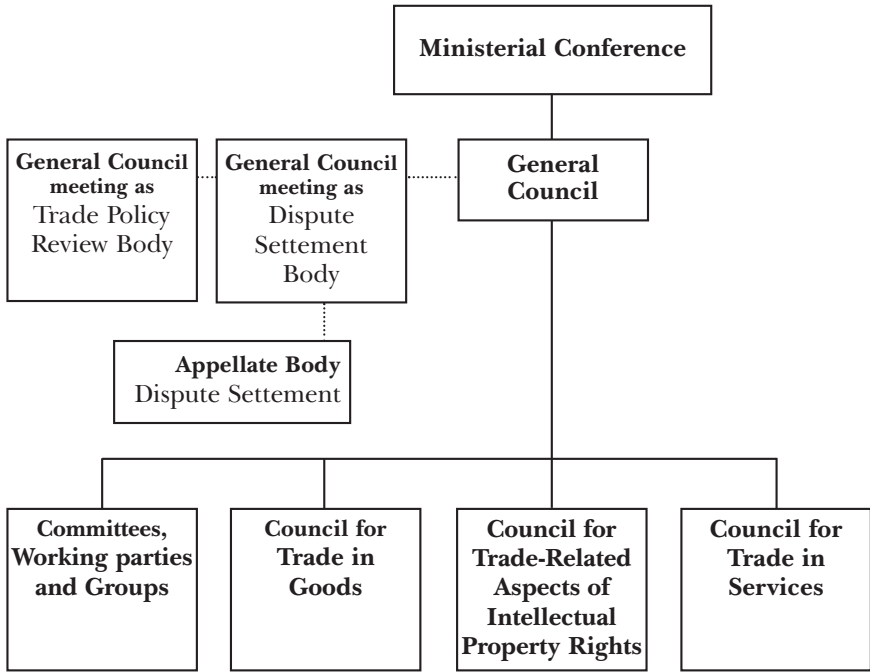 Ministerial Conference
General Council
meeting as
Trade Policy
Review Body
General Council
meeting as
Dispute
Settement
Body
General
Council
Appellate Body
Dispute Settement
Committees,
Working parties
and Groups
Council for
Trade in
Goods
Council for
Trade-Related
Aspects of
Intellectual
Property Rights
Council for
Trade in
Services